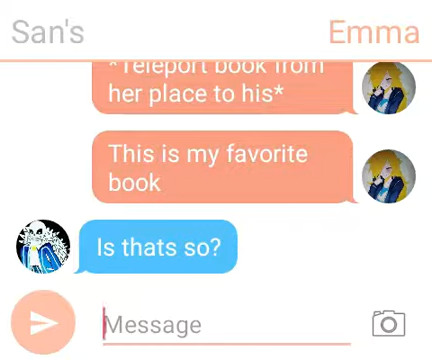 San's
Emma
*Teleport book from
her place to his*
This is my favorite
book
Is thats so?
Message